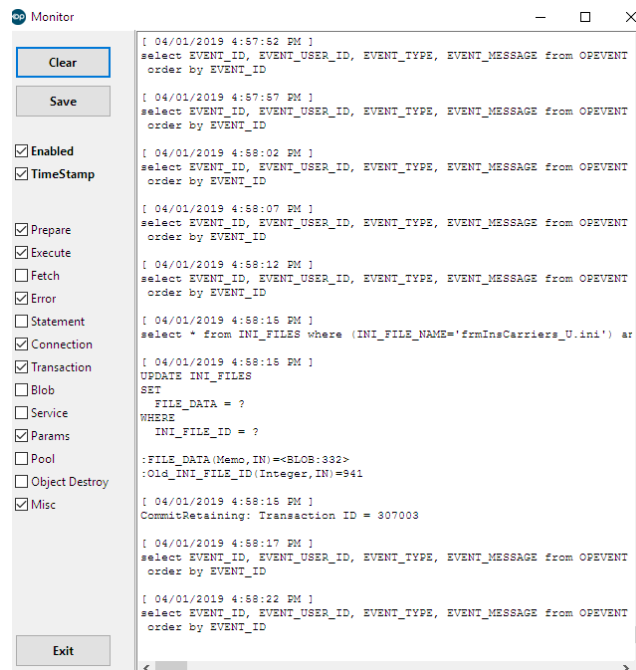 Monitor
Clear
Save
Enabled
TimeStamp
Prepare
Execute
Fetch
Error
Statement
Connection
Transaction
Blob
Service
Params
Pool
Object Destroy
Misc
Exit
[ 04/01/2019 4:57:52 PM ]
select EVENT_ID, EVENT_USER_ID, EVENT_TYPE, EVENT_MESSAGE from OPEVENT
order by EVENT_ID
[ 04/01/2019 4:57:57 PM ]
select EVENT_ID, EVENT_USER_ID, EVENT_TYPE, EVENT_MESSAGE from OPEVENT
order by EVENT_ID
[ 04/01/2019 4:58:02 PM ]
select EVENT_ID, EVENT_USER_ID, EVENT_TYPE, EVENT_MESSAGE from OPEVENT
order by EVENT_ID
[ 04/01/2019 4:58:07 PM ]
select EVENT_ID, EVENT_USER_ID, EVENT_TYPE, EVENT_MESSAGE from OPEVENT
order by EVENT_ID
[ 04/01/2019 4:58:12 PM ]
select EVENT_ID, EVENT_USER_ID, EVENT_TYPE, EVENT_MESSAGE from OPEVENT
order by EVENT_ID
[ 04/01/2019 4:58:15 PM ]
select * from INI_FILES where (INI_FILE_NAME='frmInsCarriers_U.ini')
[ 04/01/2019 4:58:15 PM ]
UPDATE INI_FILES
SET
FILE_DATA = ?
WHERE
INI_FILE_ID = ?
:FILE_DATA(Memo,IN)=<BLOB:332>
:Old_INI_FILE_ID(Integer,IN)=941
[ 04/01/2019 4:58:15 PM ]
CommitRetaining: Transaction ID = 307003
[ 04/01/2019 4:58:17 PM ]
select EVENT_ID, EVENT_USER_ID, EVENT_TYPE, EVENT_MESSAGE from OPEVENT
order by EVENT_ID
[ 04/01/2019 4:58:22 PM ]
select EVENT_ID, EVENT_USER_ID, EVENT_TYPE, EVENT_MESSAGE from OPEVENT
order by EVENT_ID